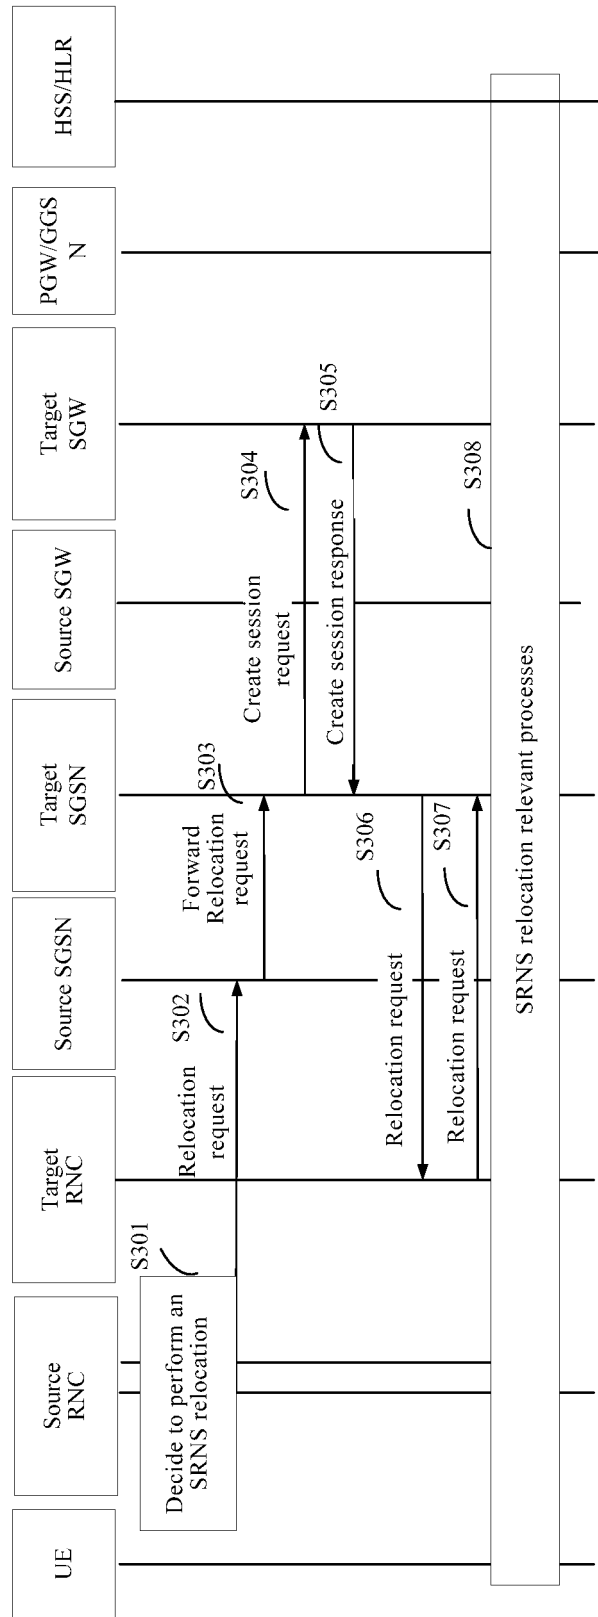 UE
Source
RNC
Target
RNC
Source SGSN
Target
SGSN
Source SGW
Target
SGW
PGW/GGS
N
HSS/HLR
Decide to perform an
SRNS relocation
S301
Relocation
request
S302
Forward
Relocation
request
S303
Create session
request
S304
Create session response
S305
Relocation request
S306
Relocation request
S307
SRNS relocation relevant processes
S308